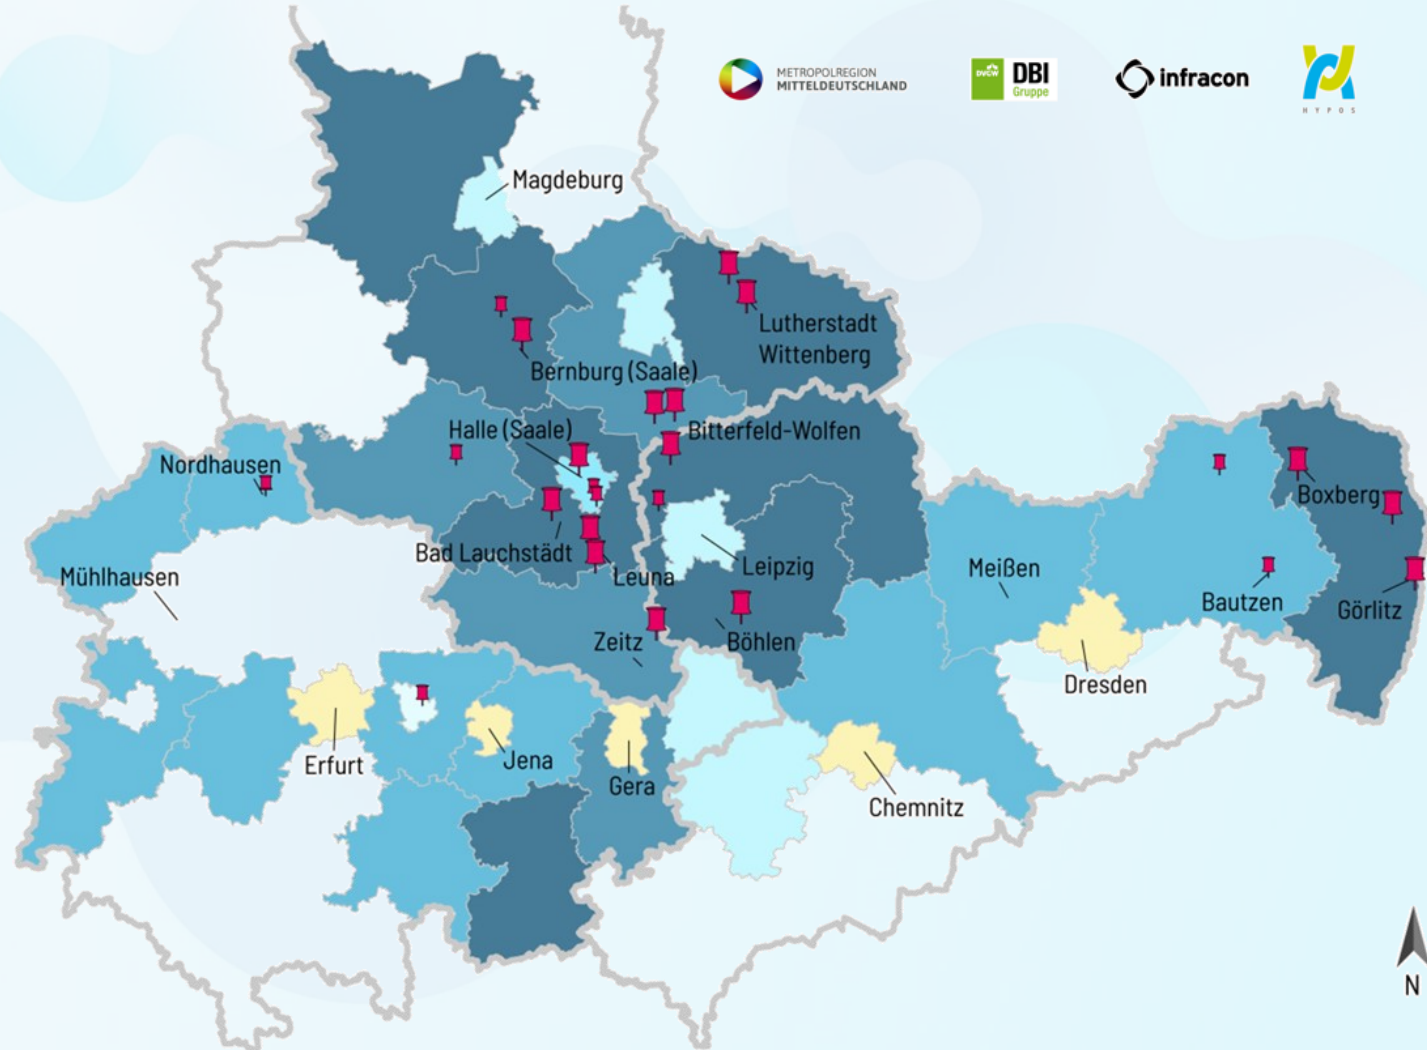 METROPOLREGION
MITTELDEUTSCHLAND
DVGW
DBI
Gruppe
infracon
HYPOS
Magdeburg
Lutherstadt
Wittenberg
Bernburg (Saale)
Halle (Saale)
Bitterfeld-Wolfen
Nordhausen
Boxberg
Bad Lauchstädt
Leuna
Leipzig
Meißen
Mühlhausen
Bautzen
Görlitz
Zeitz
Böhlen
Dresden
Erfurt
Jena
Gera
Chemnitz
N